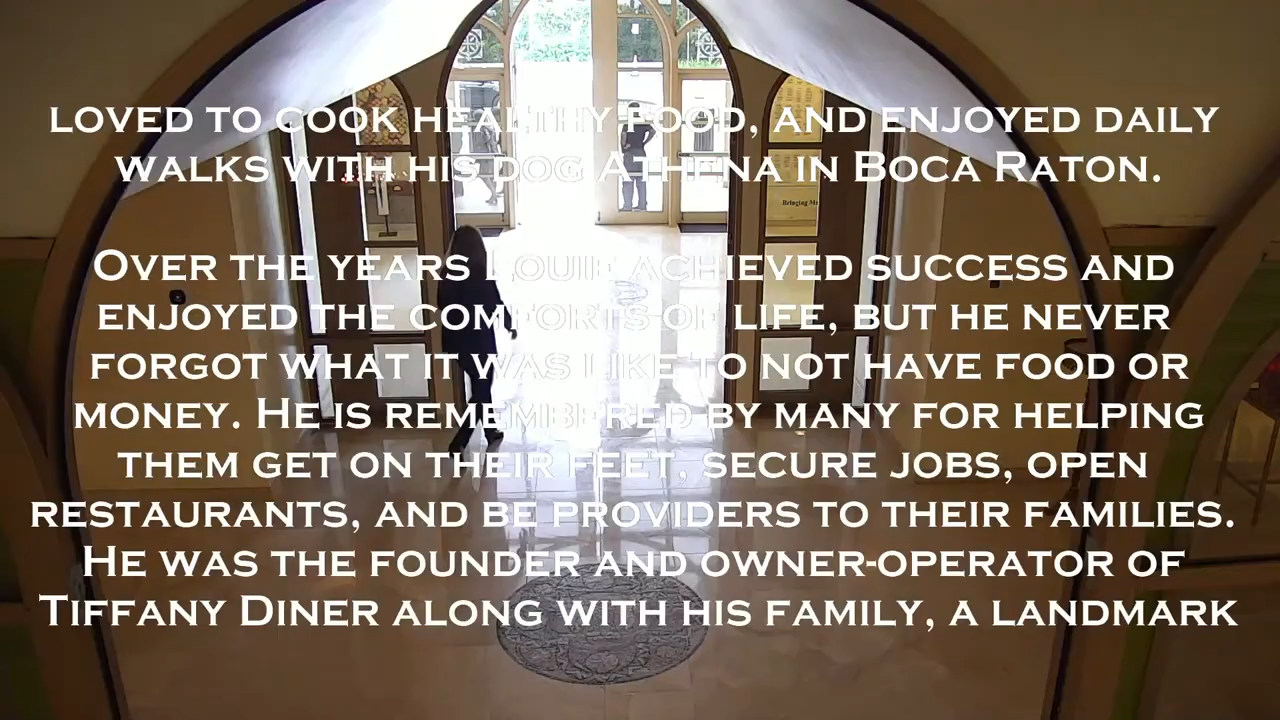 LOVED TO COOK HEALTHY FOOD, AND ENJOYED DAILY
WALKS WITH HIS DOG ATHENA IN BOCA RATON.
OVER THE YEARS LOUIE ACHIEVED SUCCESS AND
ENJOYED THE COMFORTS OF LIFE, BUT HE NEVER
FORGOT WHAT IT WAS LIKE TO NOT HAVE FOOD OR
MONEY. HE IS REMEMBERED BY MANY FOR HELPING
THEM GET ON THEIR FEET, SECURE JOBS, OPEN
RESTAURANTS, AND BE PROVIDERS TO THEIR FAMILIES.
HE WAS THE FOUNDER AND OWNER-OPERATOR OF
TIFFANY DINER ALONG WITH HIS FAMILY, A LANDMARK
Bringing